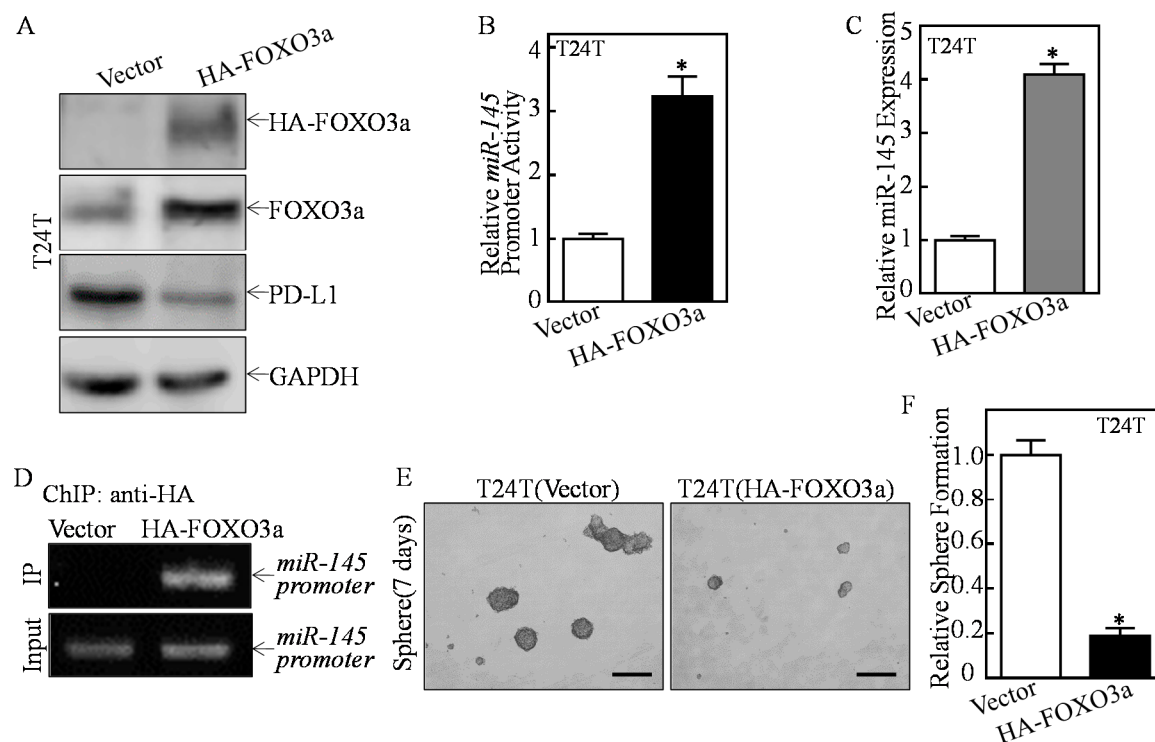 A
Vector
HA-FOXO3a
T24T
HA-FOXO3a
FOXO3a
PD-L1
GAPDH
B
T24T
Relative miR-145
Promoter Activity
4
3
2
1
0
*
Vector
HA-FOXO3a
C
T24T
Relative miR-145 Expression
5
4
3
2
1
0
*
Vector
HA-FOXO3a
D
ChIP: anti-HA
Vector
HA-FOXO3a
IP
miR-145
promoter
Input
miR-145
promoter
E
T24T(Vector)
T24T(HA-FOXO3a)
Sphere(7 days)
F
T24T
Relative Sphere Formation
1.0
0.8
0.6
0.4
0.2
0
*
Vector
HA-FOXO3a